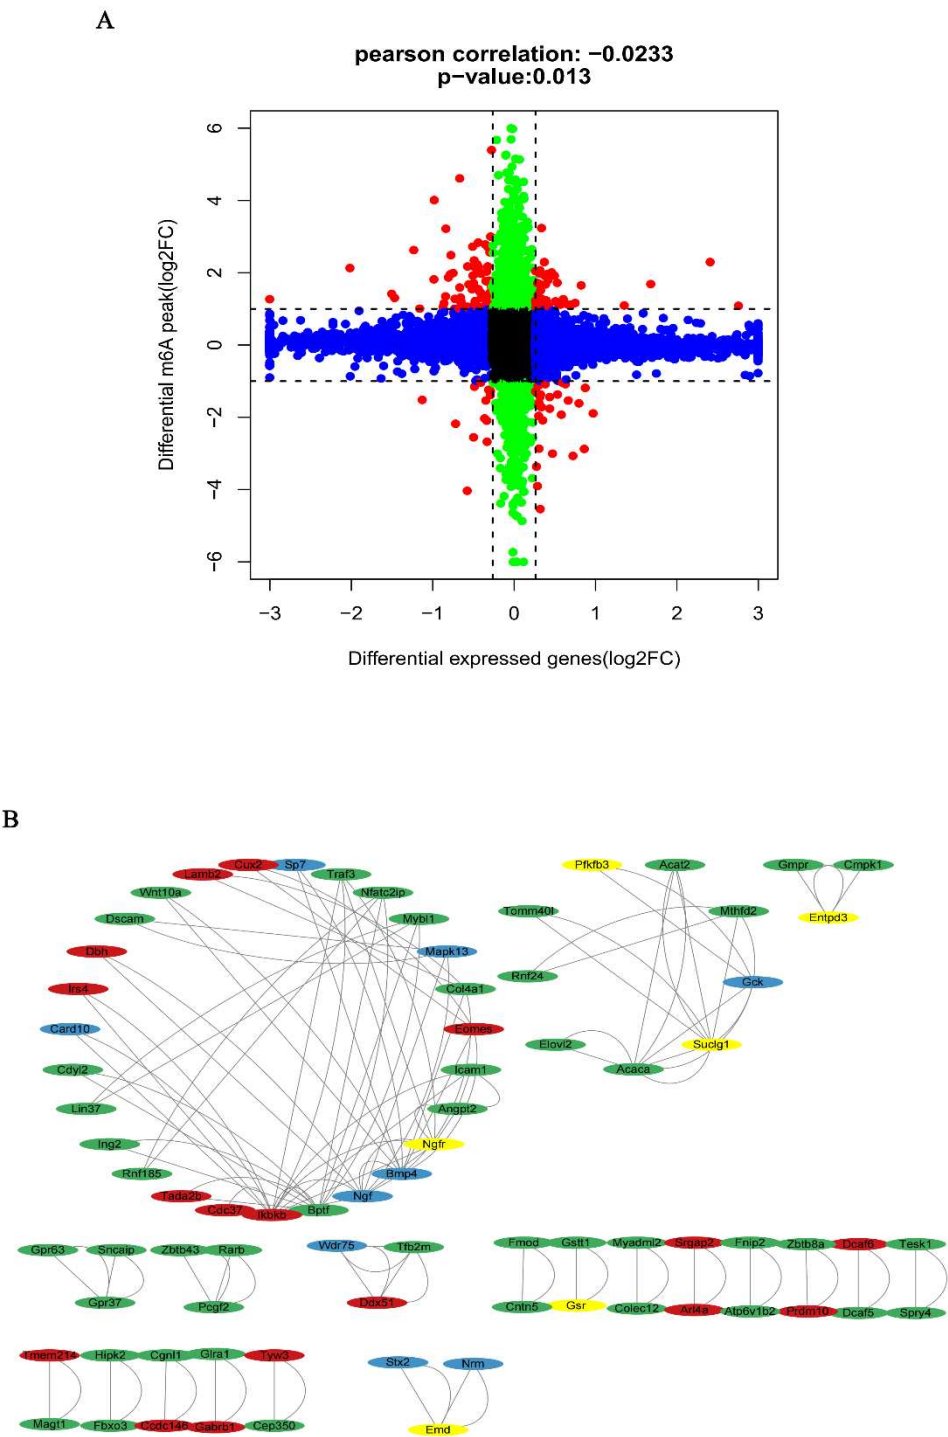 A
pearson correlation: −0.0233
p−value:0.013
Differential m6A peak(log2FC)
6
4
2
0
−2
−4
−6
−3 −2 −1 0 1 2 3
Differential expressed genes(log2FC)
B
Cux2 Sp7
Lamb2 Traf3
Wnt10a Nfatc2ip
Dscam Mybl1
Dbh Mapk13
Irs4 Col4a1
Card10 Eomes
Cdyl2 Icam1
Lin37 Angpt2
Ing2 Ngfr
Rnf185 Bmp4
Tada2b Ngf
Cdc37 Ikbkb Bptf
Pfkfb3 Acat2
Tomm40l Mthfd2
Rnf24 Gck
Elovl2 Suclg1
Acaca
Gmpr Cmpk1
Entpd3
Gpr63 Sncaip
Gpr37
Zbtb43 Rarb
Pcgf2
Wdr75 Tfb2m
Ddx51
Fmod Gstt1 Myadml2 Srgap2 Fnip2 Zbtb8a Dcaf6 Tesk1
Cntn5 Gsr Colec12 Arl4a Atp6v1b2 Prdm10 Dcaf5 Spry4
Tmem214 Hipk2 Cgnl1 Glra1 Tyw3
Magt1 Fbxo3 Ccdc146 Gabrb1 Cep350
Stx2 Nrm
Emd